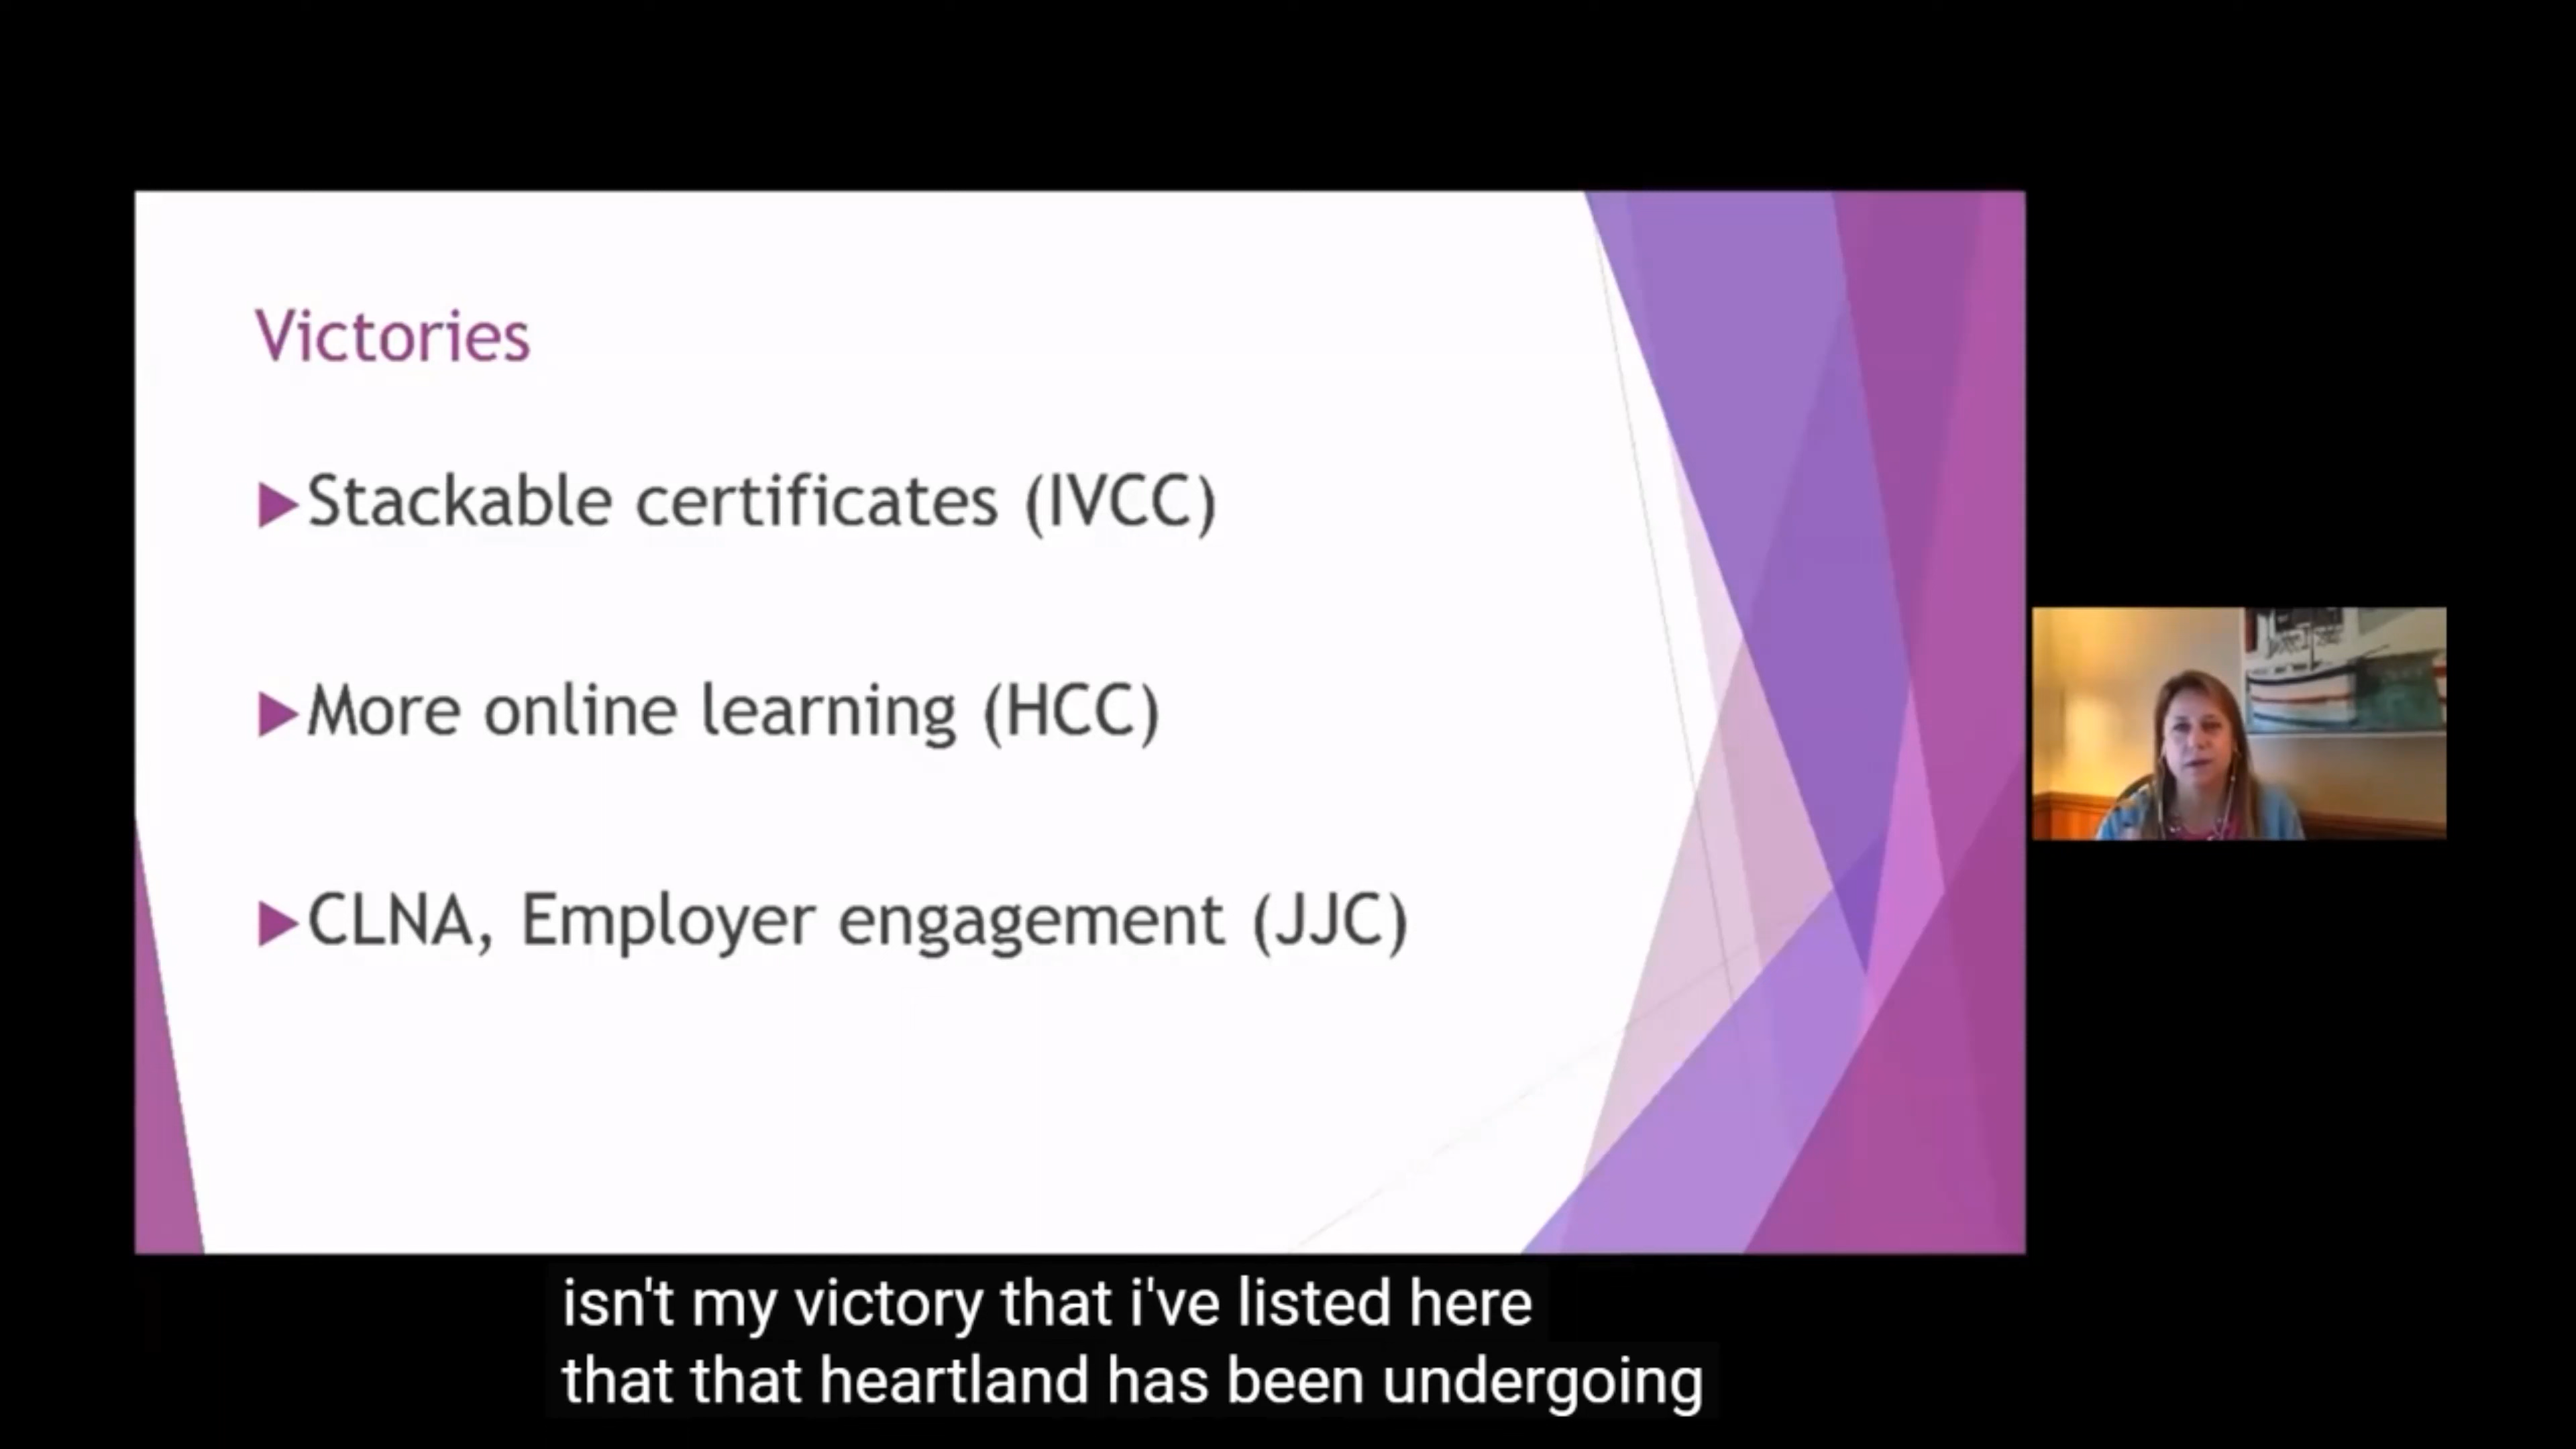 Victories
Stackable certificates (IVCC)
More online learning (HCC)
CLNA, Employer engagement (JJC)
isn't my victory that i've listed here
that that heartland has been undergoing